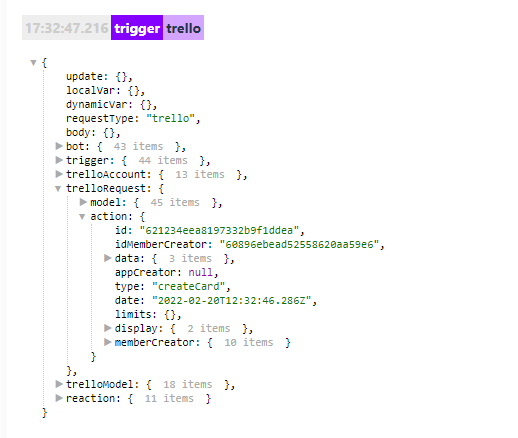 17:32:47.216 trigger trello
{
update: {},
localVar: {},
dynamicVar: {},
requestType: "trello",
body: {},
bot: { 43 items },
trigger: { 44 items },
trelloAccount: { 13 items },
trelloRequest: {
model: { 45 items },
action: {
id: "621234eea8197332b9f1ddea",
idMemberCreator: "60896ebead52558620aa59e6",
data: { 3 items },
appCreator: null,
type: "createCard",
date: "2022-02-20T12:32:46.286Z",
limits: {},
display: { 2 items },
memberCreator: { 10 items }
}
},
trelloModel: { 18 items },
reaction: { 11 items }
}